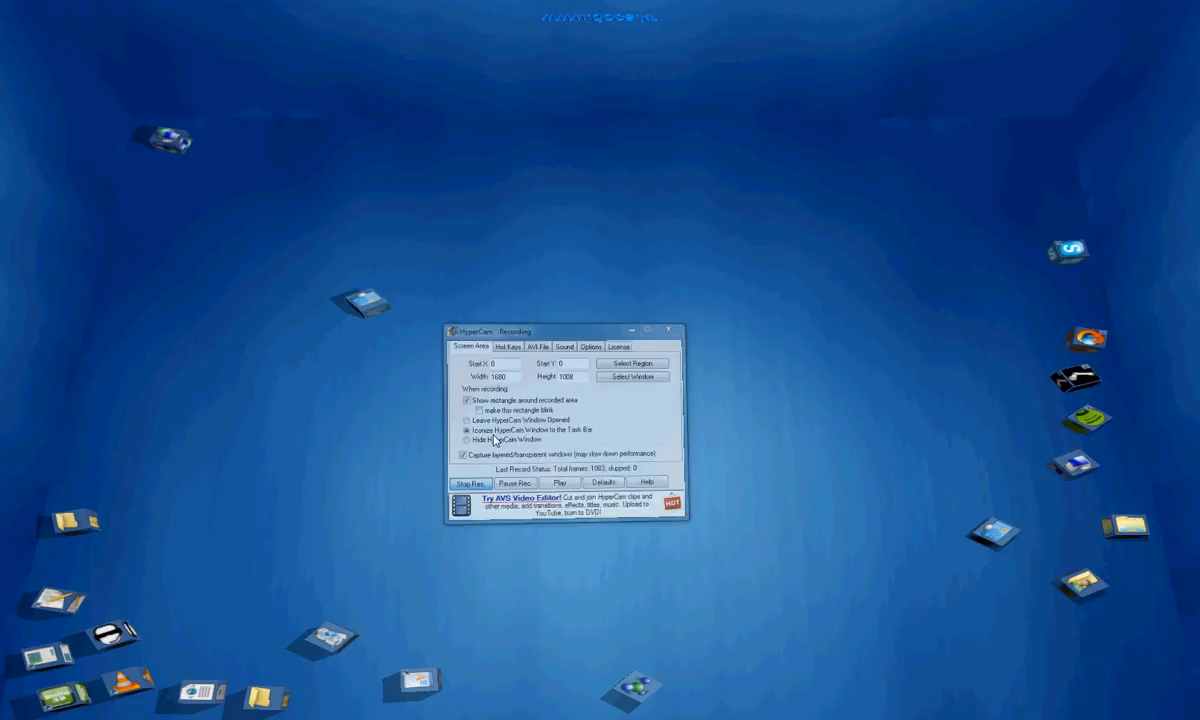 HyperCam Recording
Screen Area Hot Keys AVI File Sound Options License
Start X 0 Start Y 0 Select Region
Width: 1680 Height: 1008 Select Window
When recording:
Show rectangle around recorded area
make this rectangle blink
Leave HyperCam Window Opened
Iconize HyperCam Window to the Task Bar
Hide HyperCam Window
Capture layered/transparent windows (may slow down performance)
Last Record Status: Total frames: 1083, skipped: 0
Stop Rec. Pause Rec. Play Defaults Help
Try AVS Video Editor! Cut and join HyperCam clips and
other media, add transitions, effects, titles, music. Upload to
YouTube, burn to DVD!
HOT